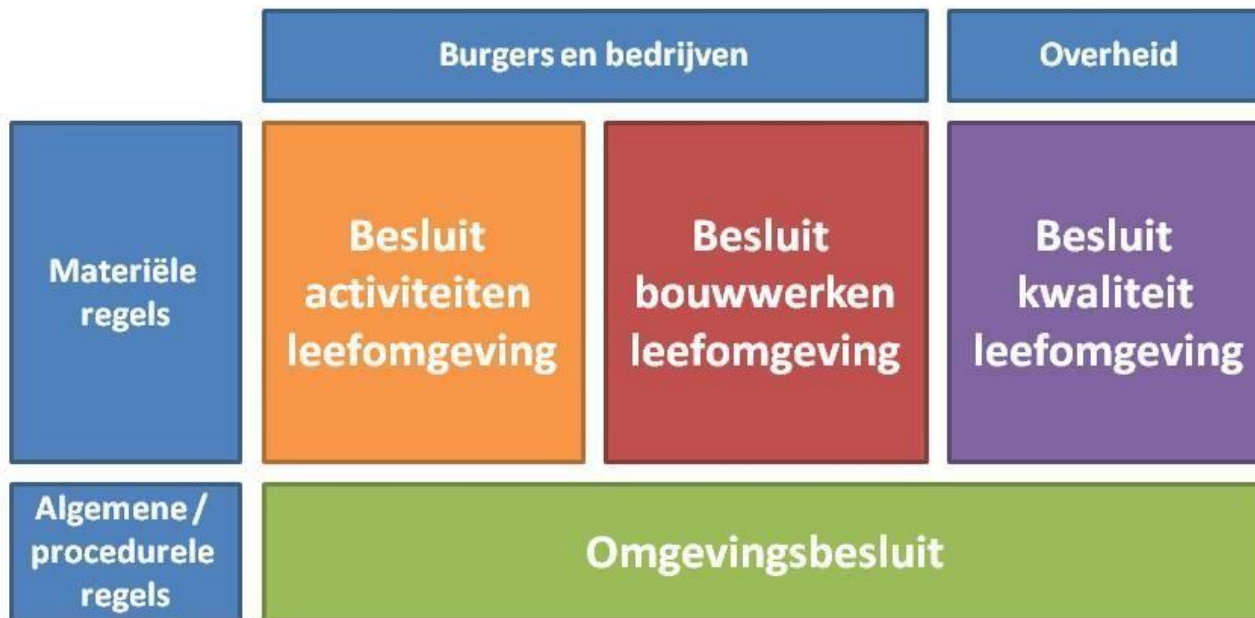 Burgers en bedrijven
Overheid
Materiële
regels
Besluit
activiteiten
leefomgeving
Besluit
bouwwerken
leefomgeving
Besluit
kwaliteit
leefomgeving
Algemene /
procedurele
regels
Omgevingsbesluit